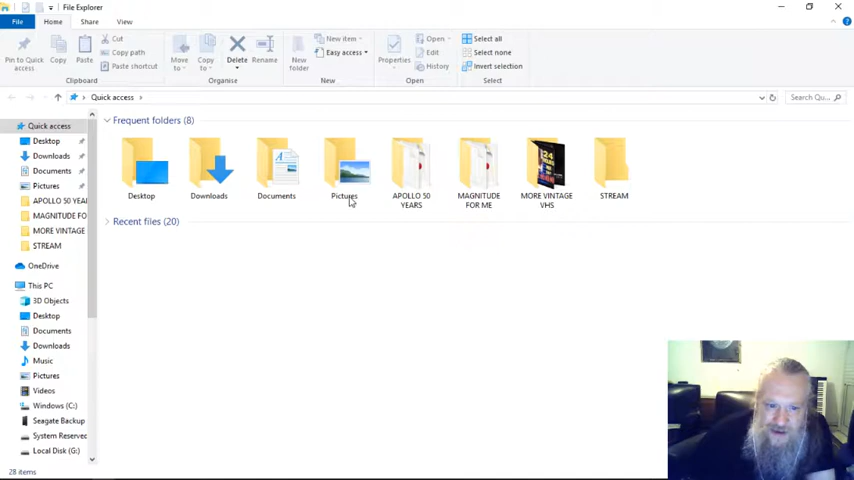 File Explorer
File
Home
Share
View
Pin to Quick access
Copy
Paste
Cut
Copy path
Paste shortcut
Clipboard
Move to
Copy to
Delete
Rename
Organise
New folder
New item
Easy access
New
Properties
Open
Edit
History
Open
Select all
Select none
Invert selection
Select
Quick access
Search Qu...
Quick access
Desktop
Downloads
Documents
Pictures
APOLLO 50 YEA
MAGNITUDE
MORE VINTAGE
STREAM
OneDrive
This PC
3D Objects
Desktop
Documents
Downloads
Music
Pictures
Videos
Windows (C:)
Seagate Backup
System Reserved
Local Disk (G:)
Frequent folders (8)
Desktop
Downloads
Documents
Pictures
APOLLO 50 YEARS
MAGNITUDE FOR ME
24
MORE VINTAGE VHS
STREAM
Recent files (20)
28 items